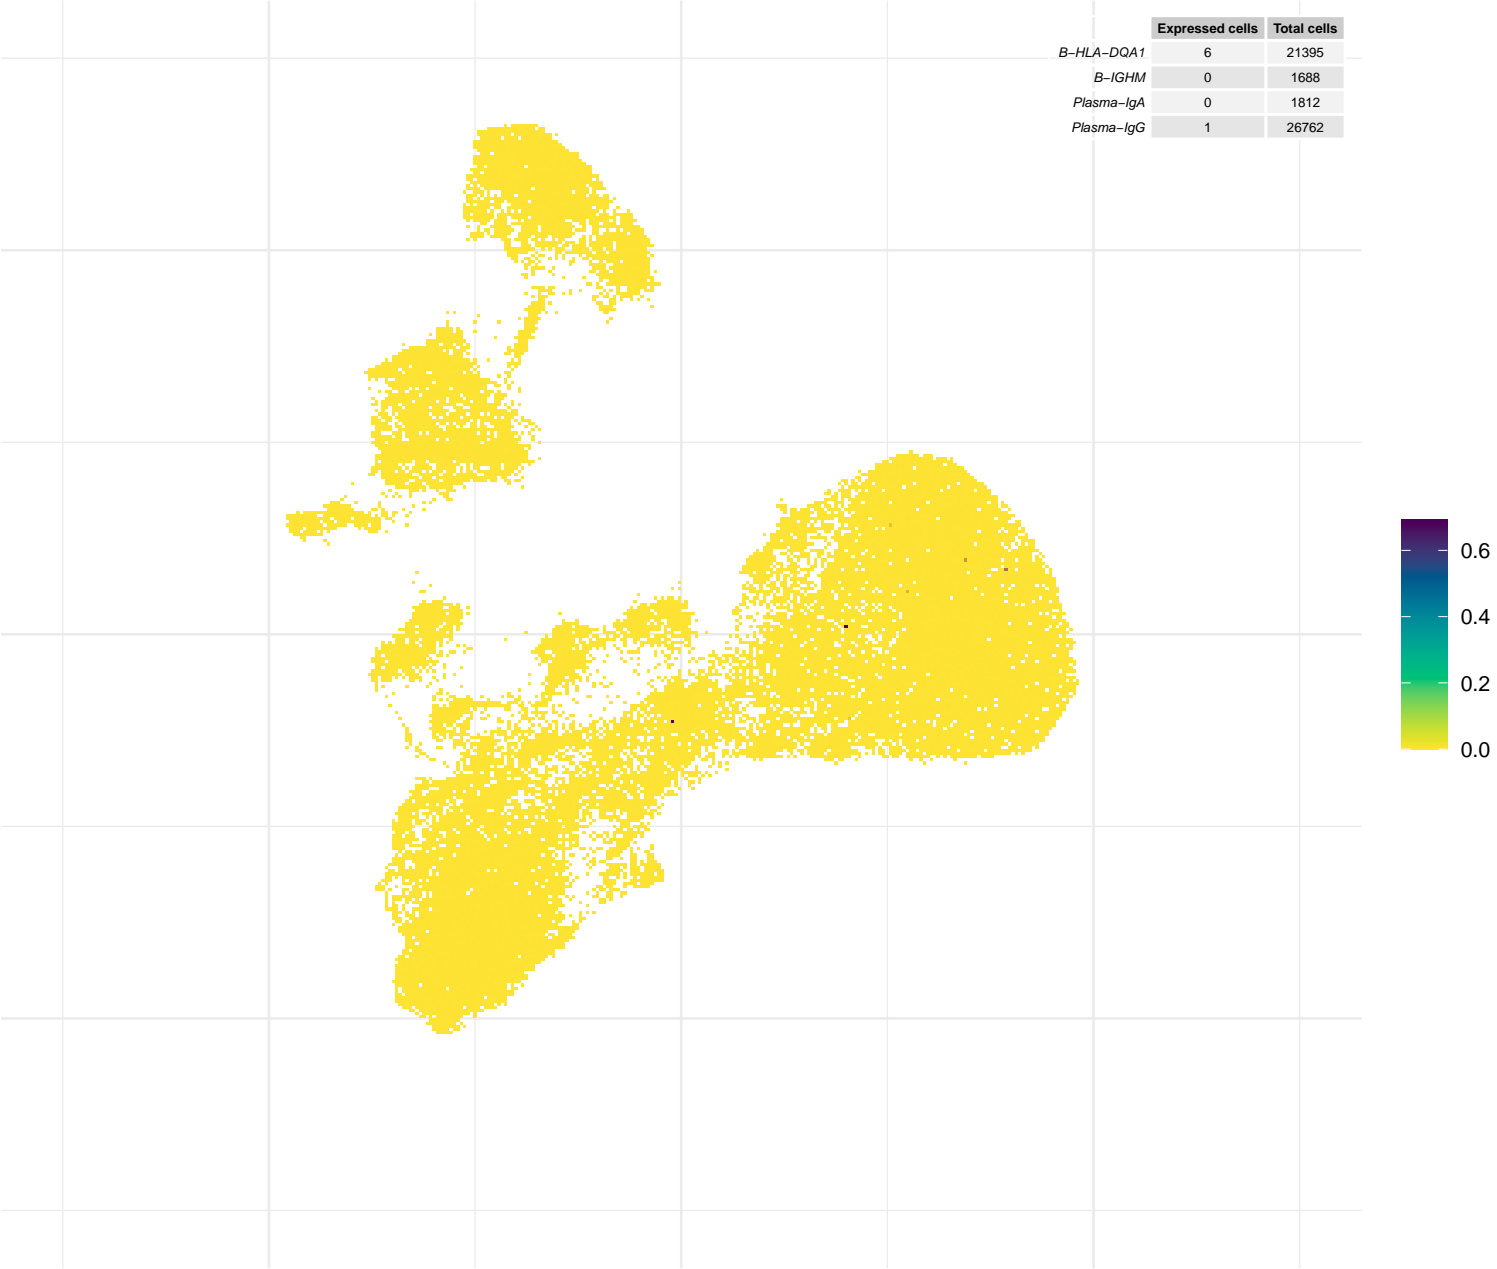 Expressed cells Total cells
B−HLA−DQA1 6 21395
B−IGHM 0 1688
Plasma−IgA 0 1812
Plasma−IgG 1 26762
0.6
0.4
0.2
0.0